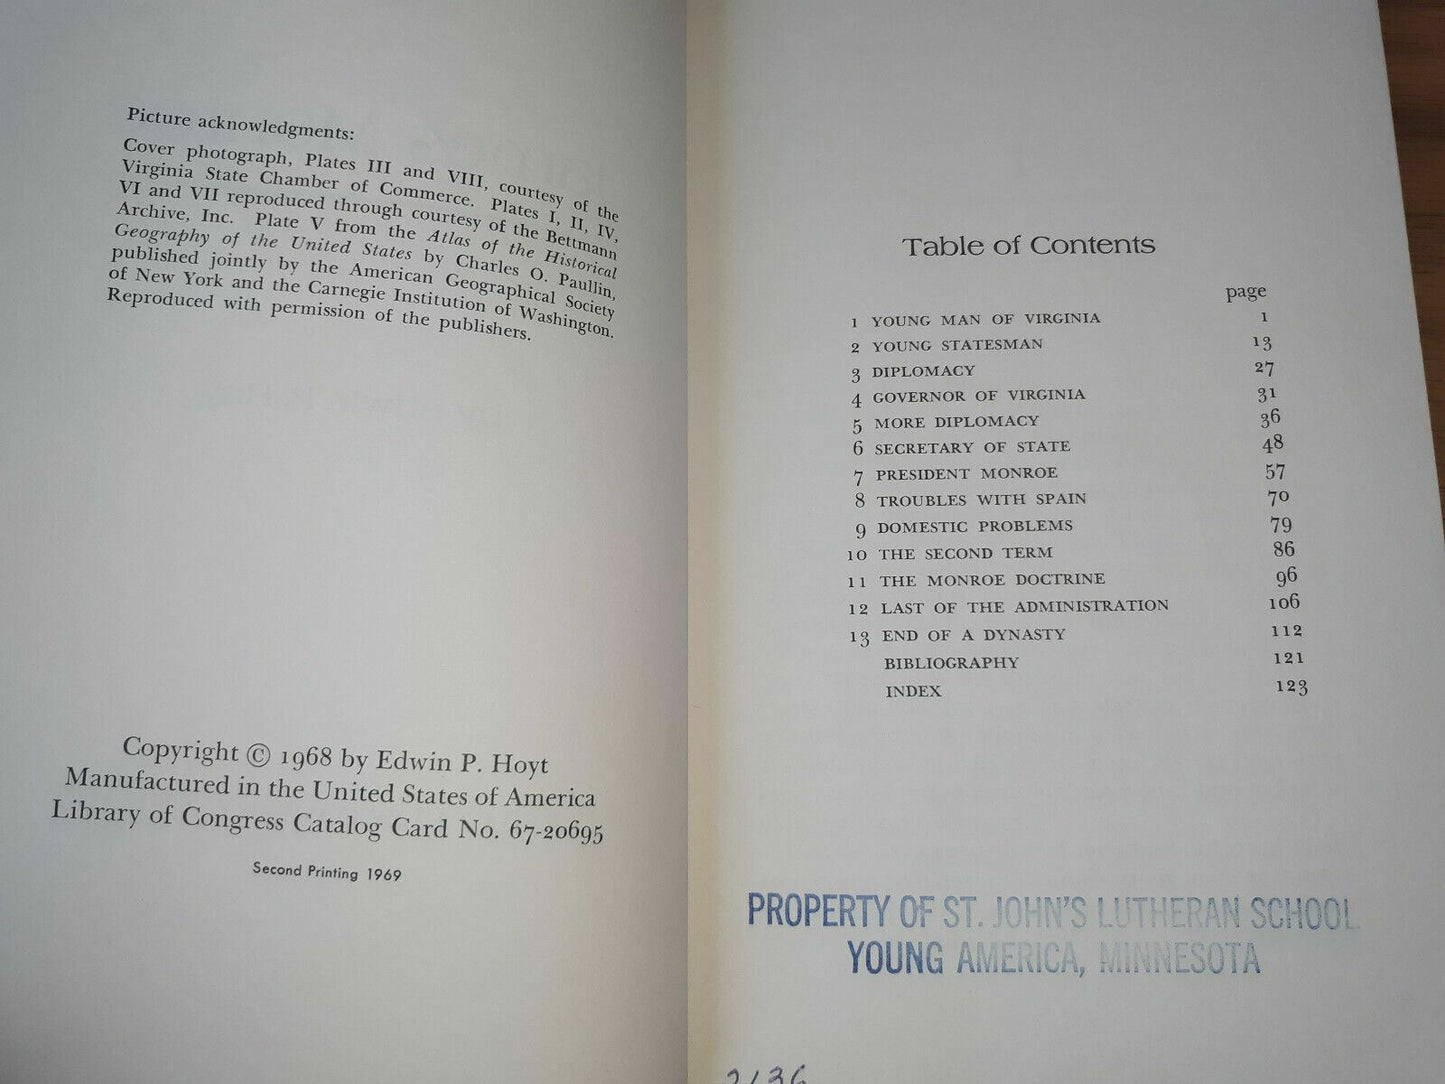 Picture acknowledgments:
Cover photograph, Plates III and VIII, courtesy of the
Virginia State Chamber of Commerce. Plates I, II, IV,
VI and VII reproduced through courtesy of the Bettmann
Archive, Inc. Plate V from the Atlas of the Historical
Geography of the United States by Charles O. Paullin,
published jointly by the American Geographical Society
of New York and the Carnegie Institution of Washington.
Reproduced with permission of the publishers.
Copyright © 1968 by Edwin P. Hoyt
Manufactured in the United States of America
Library of Congress Catalog Card No. 67-20695
Second Printing 1969
Table of Contents
page
1 YOUNG MAN OF VIRGINIA 1
2 YOUNG STATESMAN 13
3 DIPLOMACY 27
4 GOVERNOR OF VIRGINIA 31
5 MORE DIPLOMACY 36
6 SECRETARY OF STATE 48
7 PRESIDENT MONROE 57
8 TROUBLES WITH SPAIN 70
9 DOMESTIC PROBLEMS 79
10 THE SECOND TERM 86
11 THE MONROE DOCTRINE 96
12 LAST OF THE ADMINISTRATION 106
13 END OF A DYNASTY 112
BIBLIOGRAPHY 121
INDEX 123
PROPERTY OF ST. JOHN'S LUTHERAN SCHOOL
YOUNG AMERICA, MINNESOTA
2136